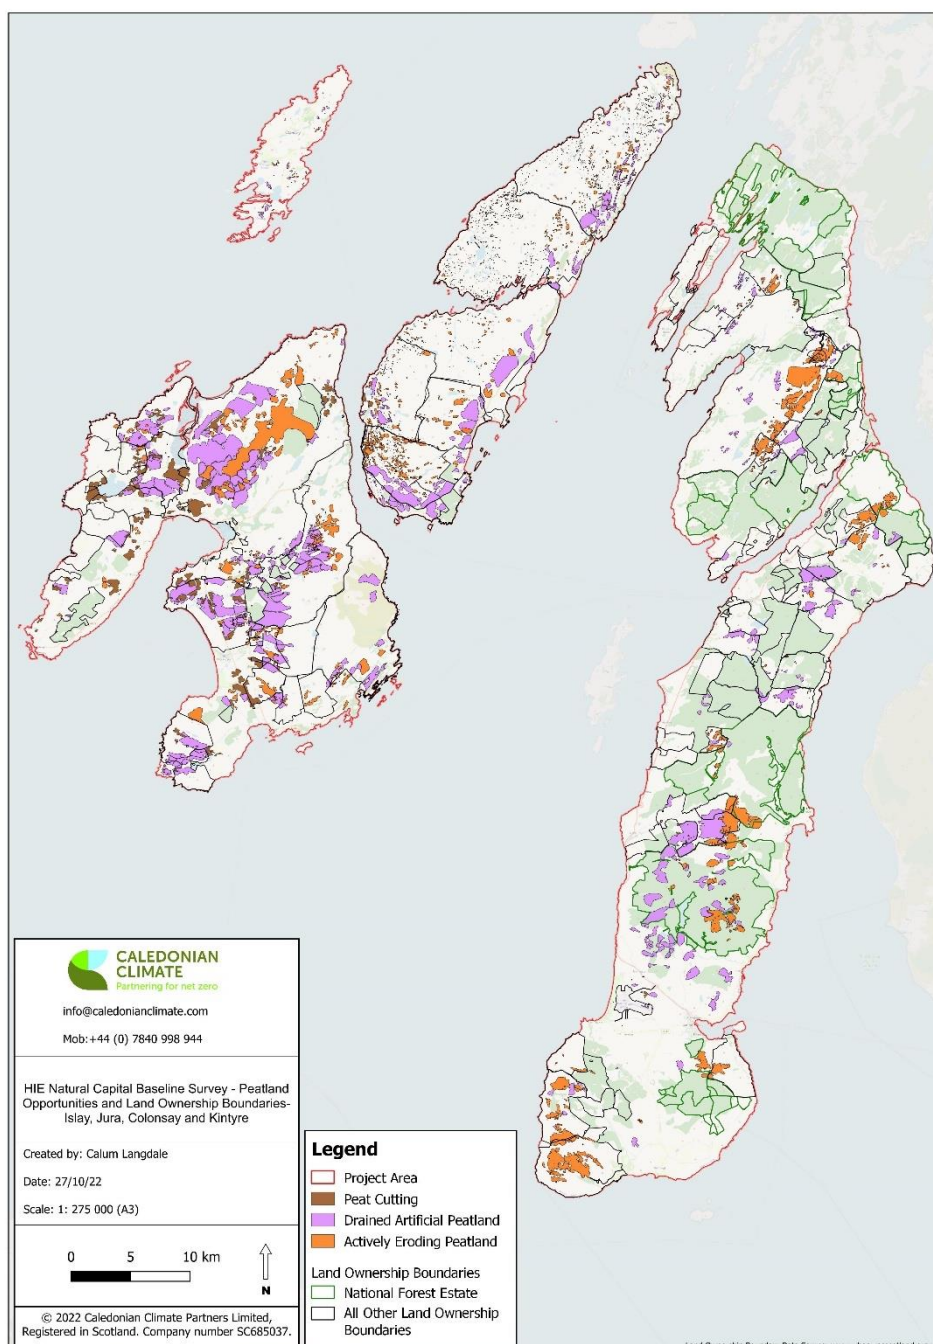 CALEDONIAN
CLIMATE
Partnering for net zero
info@caledonianclimate.com
Mob:+44 (0) 7840 998 944
HIE Natural Capital Baseline Survey - Peatland
Opportunities and Land Ownership Boundaries-
Islay, Jura, Colonsay and Kintyre
Created by: Calum Langdale
Date: 27/10/22
Scale: 1: 275 000 (A3)
0 5 10 km
N
© 2022 Caledonian Climate Partners Limited,
Registered in Scotland. Company number SC685037.
Legend
Project Area
Peat Cutting
Drained Artificial Peatland
Actively Eroding Peatland
Land Ownership Boundaries
National Forest Estate
All Other Land Ownership
Boundaries